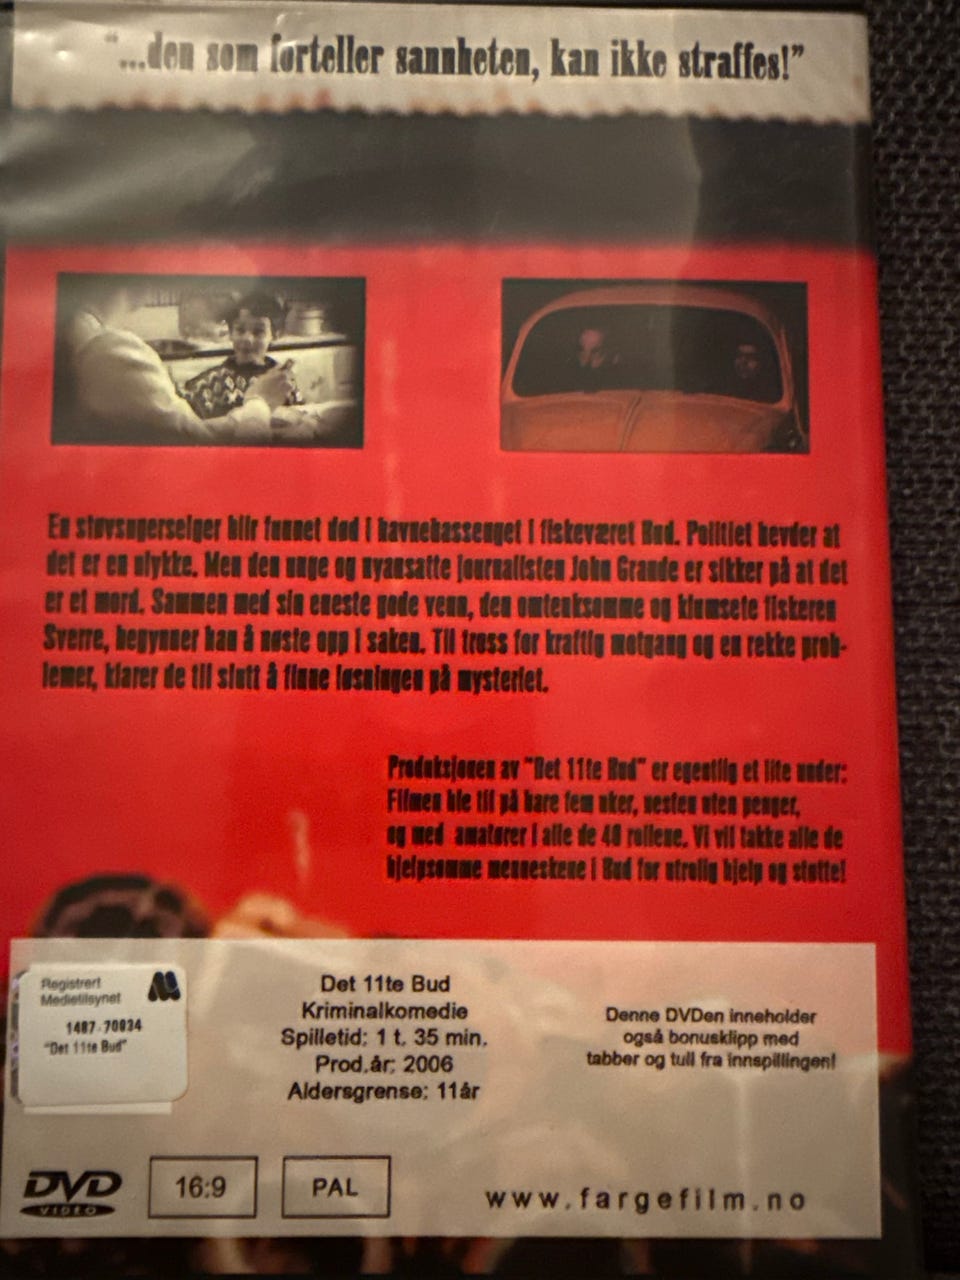 "...den som forteller sannheten, kan ikke straffes!"
En støvsugerselger blir funnet død i havnebassenget i fiskeværet Bud. Politiet hevder at
det er en ulykke. Men den unge og nyansatte journalisten John Grande er sikker på at det
er et mord. Sammen med sin eneste gode venn, den omtenksomme og klumsete fiskeren
Sverre, begynner han å nøste opp i saken. Til tross for kraftig motgang og en rekke prob-
lemer, klarer de til slutt å finne løsningen på mysteriet.
Produksjonen av "Det 11te Bud" er egentlig et lite under:
Filmen ble til på bare fem uker, nesten uten penger,
og med amatører i alle de 40 rollene. Vi vil takke alle de
hjelpsomme menneskene i Bud for utrolig hjelp og støtte!
Registrert
Medietilsynet
1487-70834
"Det 11te Bud"
Det 11te Bud
Kriminalkomedie
Spilletid: 1 t. 35 min.
Prod.år: 2006
Aldersgrense: 11år
Denne DVDen inneholder
også bonusklipp med
tabber og tull fra innspillingen!
DVD
VIDEO
16:9
PAL
www.fargefilm.no